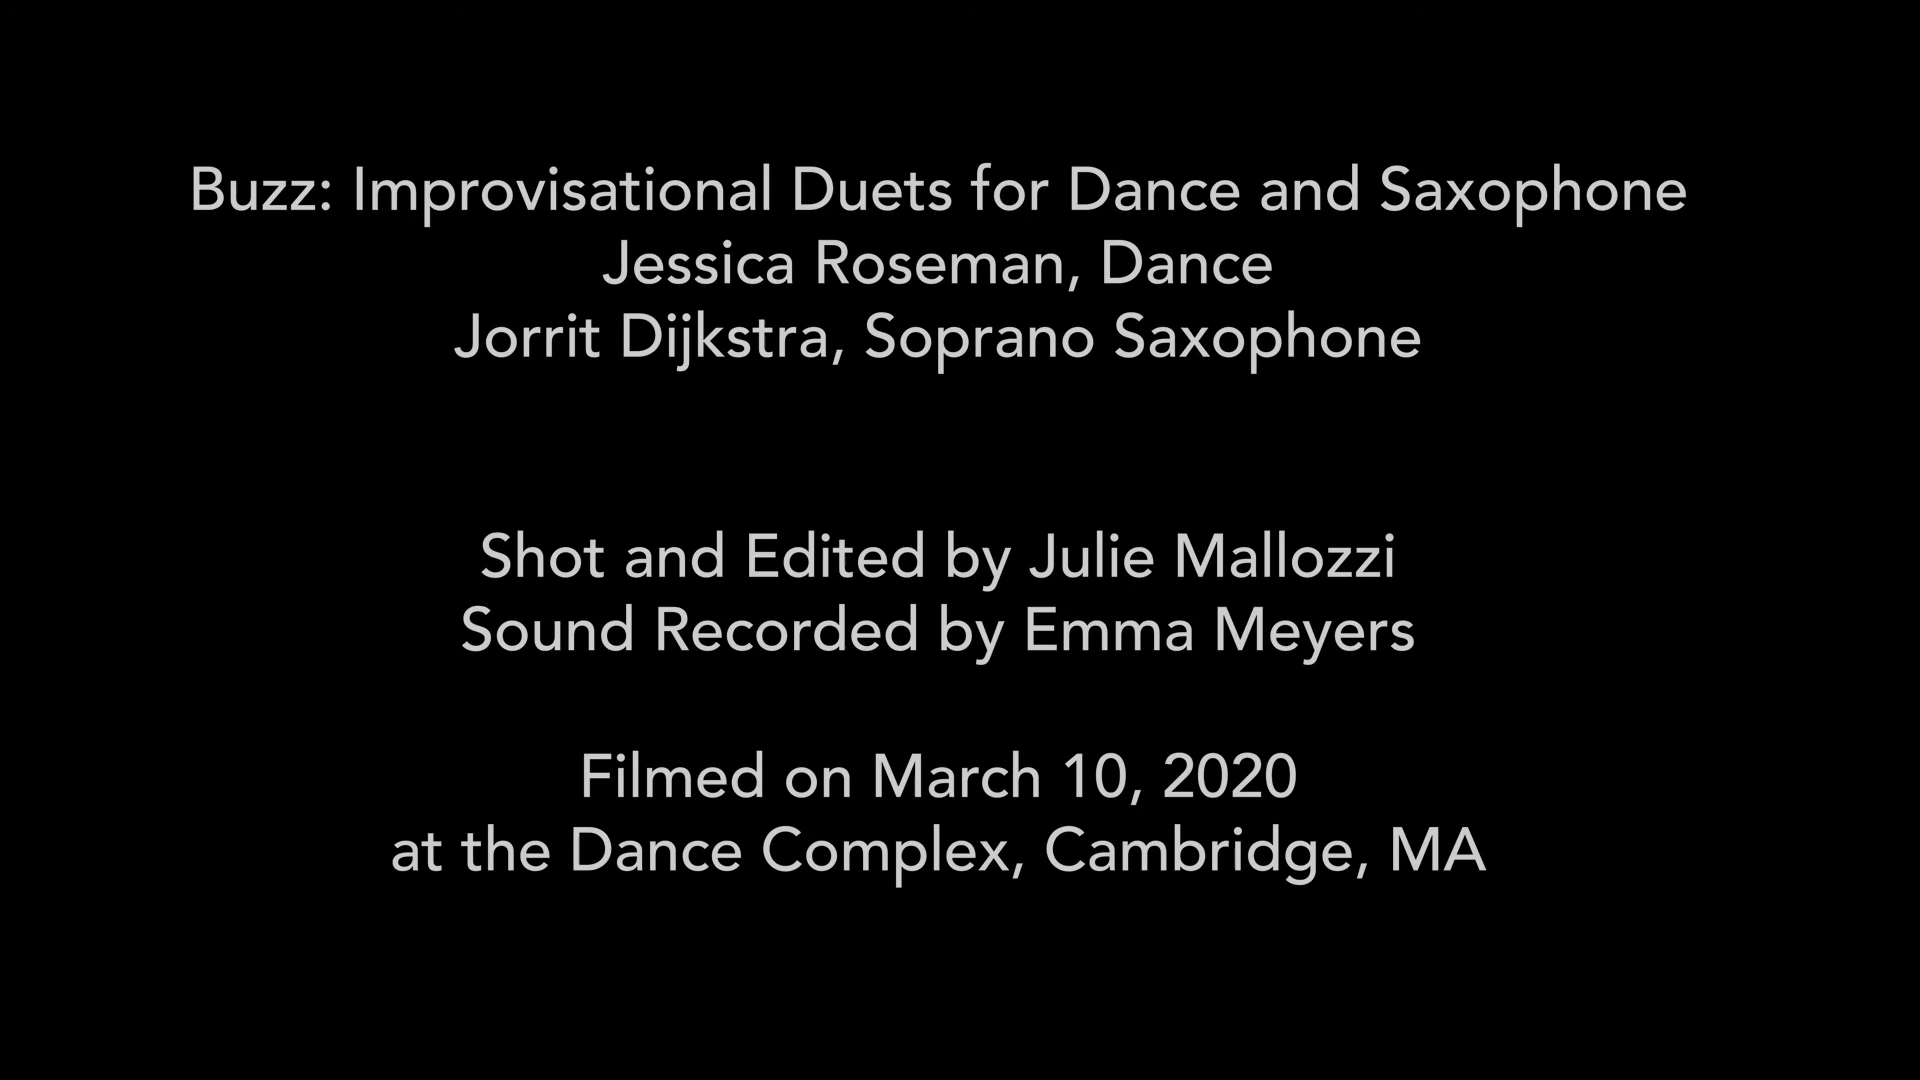 Buzz: Improvisational Duets for Dance and Saxophone
Jessica Roseman, Dance
Jorrit Dijkstra, Soprano Saxophone
Shot and Edited by Julie Mallozzi
Sound Recorded by Emma Meyers
Filmed on March 10, 2020
at the Dance Complex, Cambridge, MA